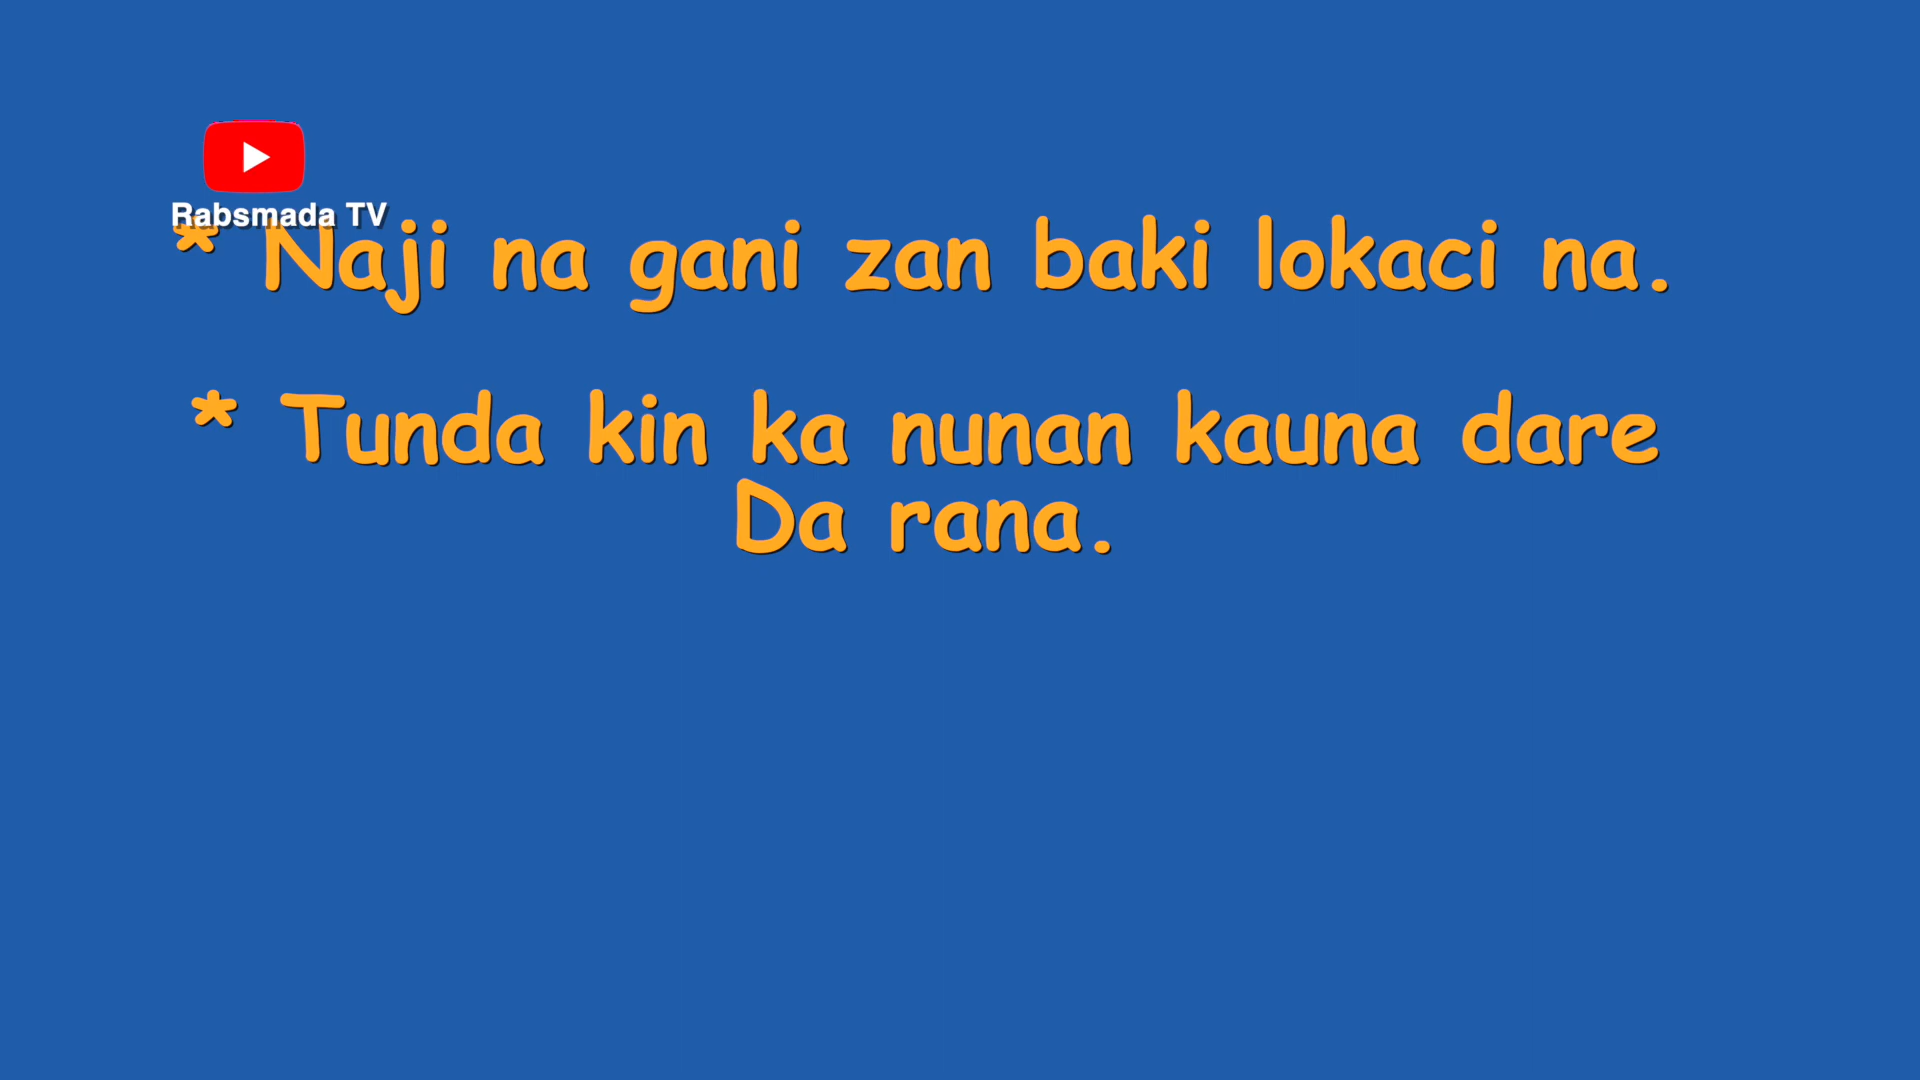 Rabsmada TV
* Naji na gani zan baki lokaci na.
* Tunda kin ka nunan kauna dare
Da rana.